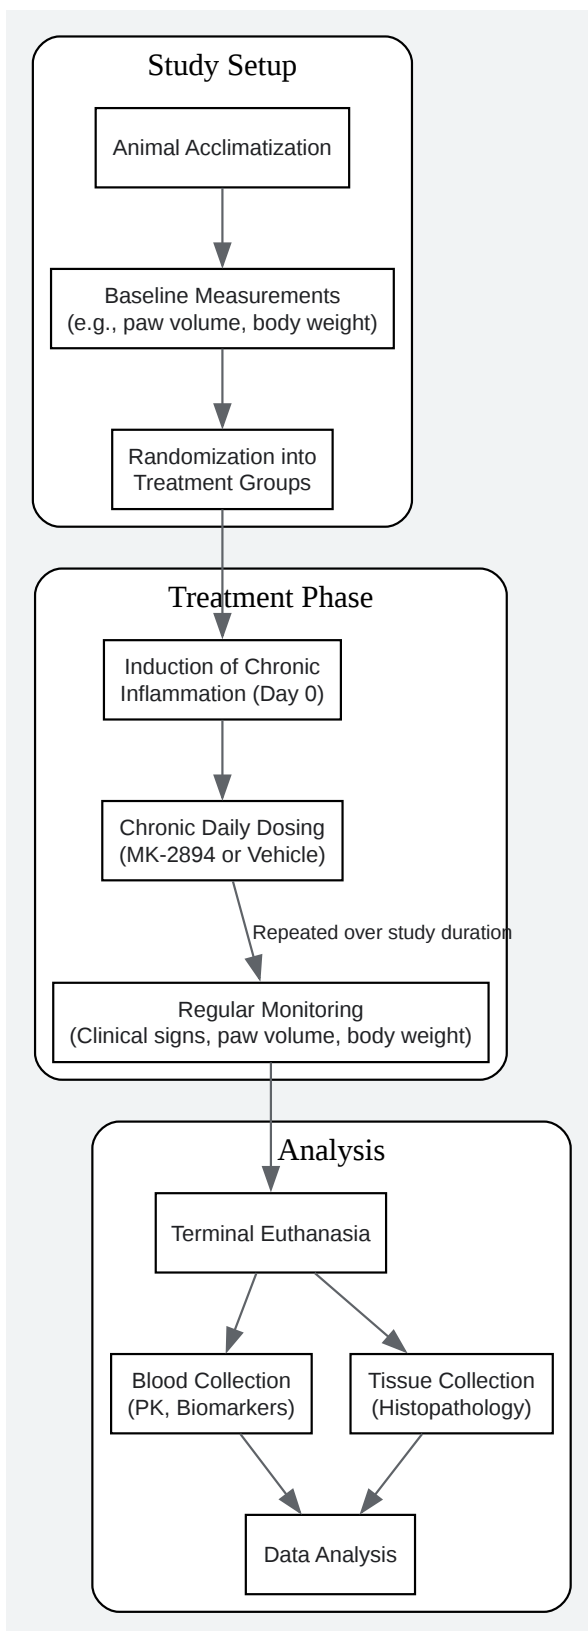 Study Setup
Animal Acclimatization
Baseline Measurements
(e.g., paw volume, body weight)
Randomization into
Treatment Groups
Treatment Phase
Induction of Chronic
Inflammation (Day 0)
Chronic Daily Dosing
(MK-2894 or Vehicle)
Repeated over study duration
Regular Monitoring
(Clinical signs, paw volume, body weight)
Analysis
Terminal Euthanasia
Blood Collection
(PK, Biomarkers)
Tissue Collection
(Histopathology)
Data Analysis